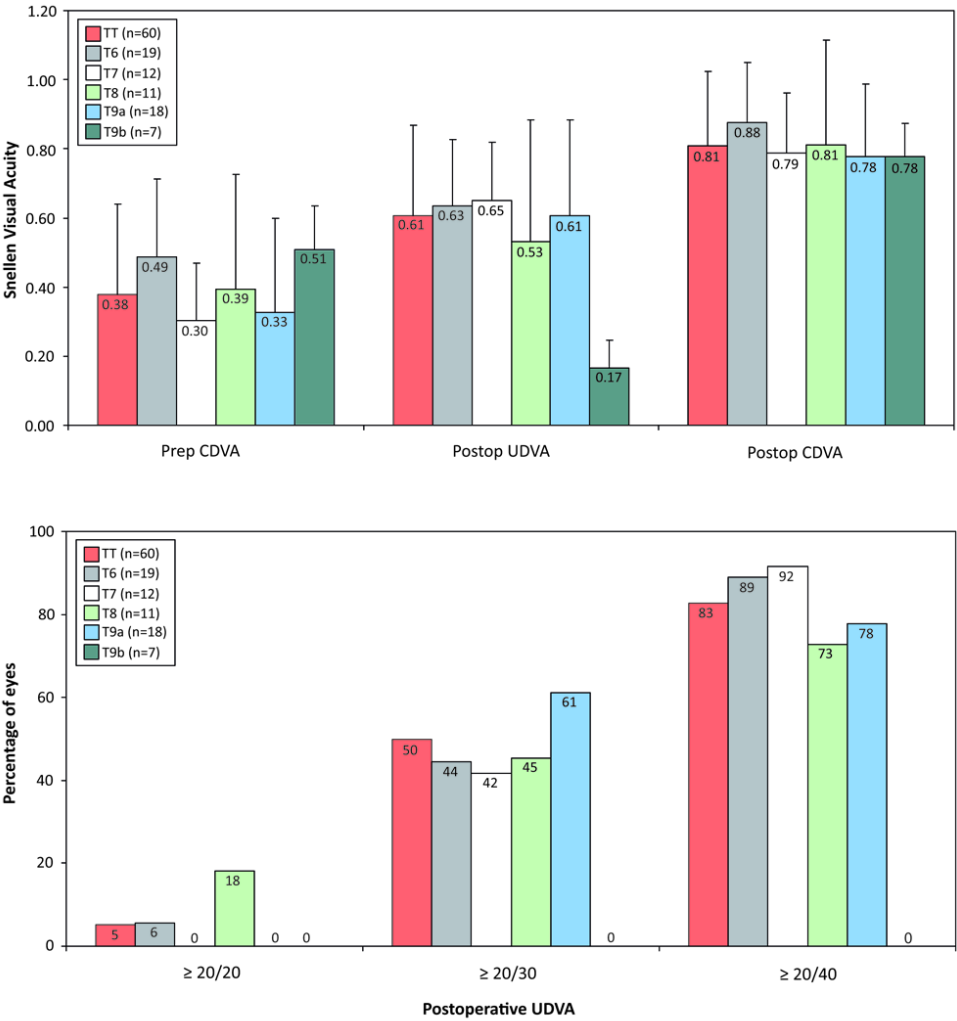 1.20
1.00
0.80
0.60
0.40
0.20
0.00
Snellen Visual Acuity
TT (n=60)
T6 (n=19)
T7 (n=12)
T8 (n=11)
T9a (n=18)
T9b (n=7)
0.38
0.49
0.30
0.39
0.33
0.51
0.61
0.63
0.65
0.53
0.61
0.17
0.81
0.88
0.79
0.81
0.78
0.78
Prep CDVA
Postop UDVA
Postop CDVA
100
80
60
40
20
0
Percentage of eyes
TT (n=60)
T6 (n=19)
T7 (n=12)
T8 (n=11)
T9a (n=18)
T9b (n=7)
5
6
0
18
0
0
50
44
42
45
61
0
83
89
92
73
78
0
≥ 20/20
≥ 20/30
≥ 20/40
Postoperative UDVA